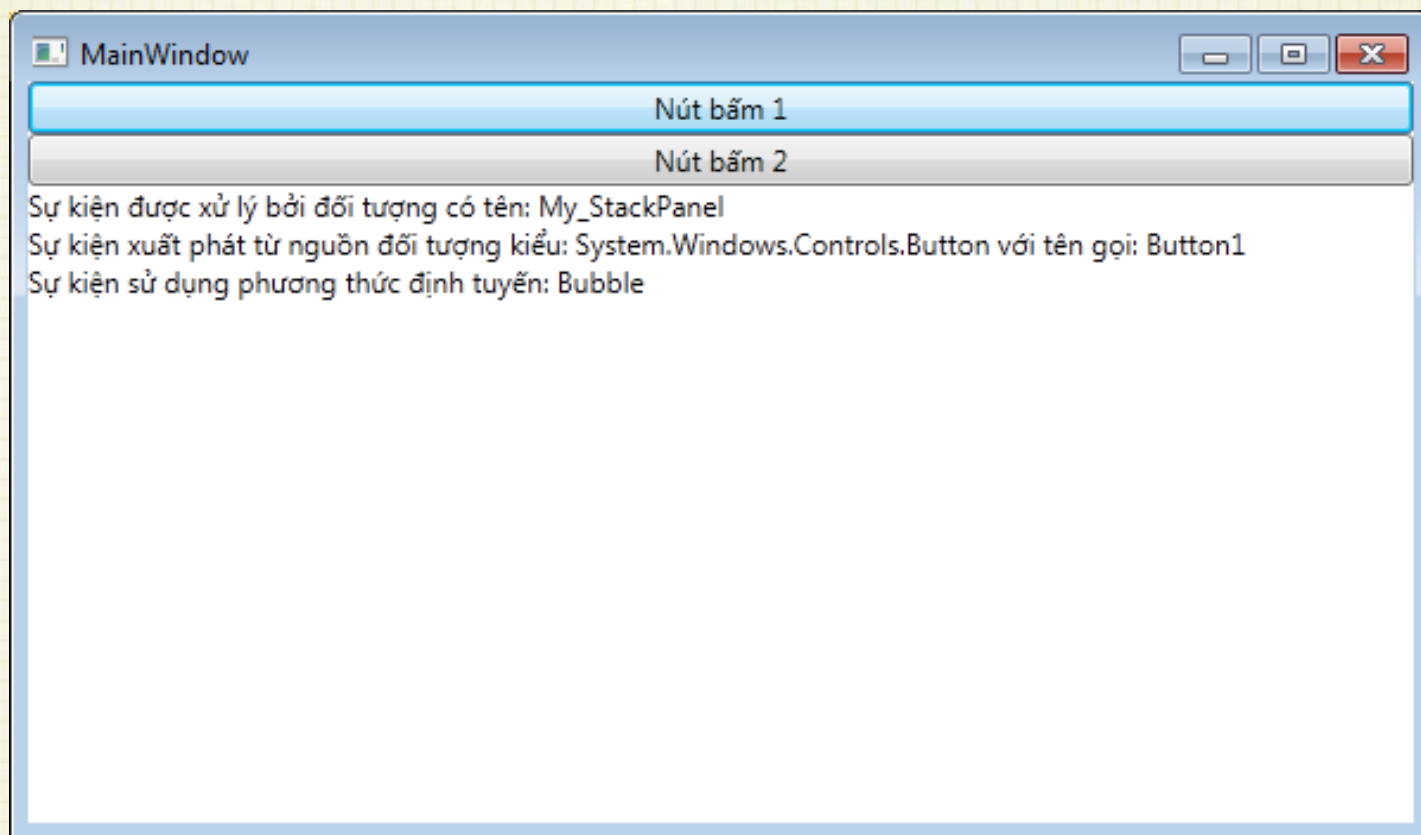 MainWindow
Nút bấm 1
Nút bấm 2
Sự kiện được xử lý bởi đối tượng có tên: My_StackPanel
Sự kiện xuất phát từ nguồn đối tượng kiểu: System.Windows.Controls.Button với tên gọi: Button1
Sự kiện sử dụng phương thức định tuyến: Bubble